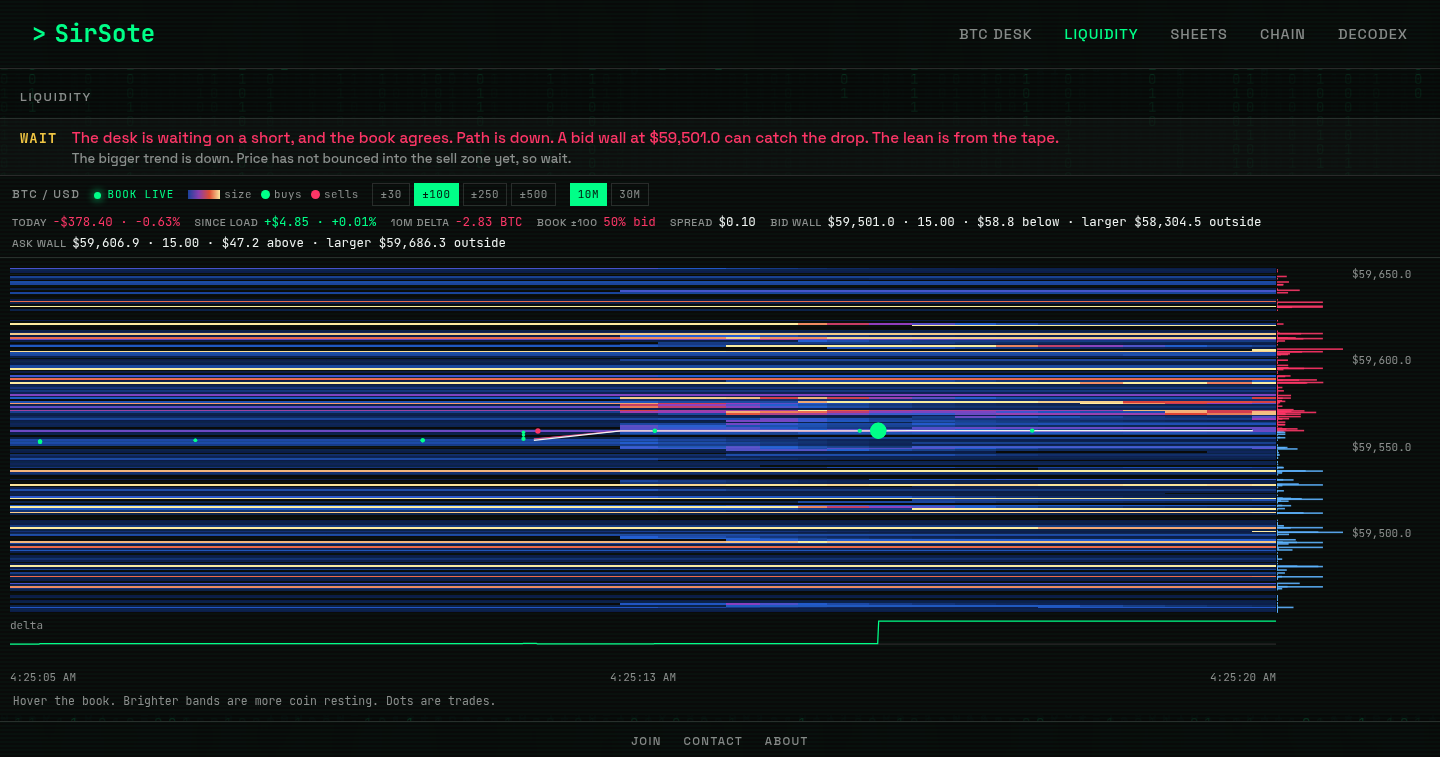 > SirSote
BTC DESK LIQUIDITY SHEETS CHAIN DECODEX
LIQUIDITY
WAIT The desk is waiting on a short, and the book agrees. Path is down. A bid wall at $59,501.0 can catch the drop. The lean is from the tape.
The bigger trend is down. Price has not bounced into the sell zone yet, so wait.
BTC / USD BOOK LIVE size buys sells ±30 ±100 ±250 ±500 10M 30M
TODAY -$378.40 · -0.63% SINCE LOAD +$4.85 · +0.01% 10M DELTA -2.83 BTC BOOK ±100 50% bid SPREAD $0.10 BID WALL $59,501.0 · 15.00 · $58.8 below · larger $58,304.5 outside
ASK WALL $59,606.9 · 15.00 · $47.2 above · larger $59,686.3 outside
$59,650.0
$59,600.0
$59,550.0
$59,500.0
delta
4:25:05 AM 4:25:13 AM 4:25:20 AM
Hover the book. Brighter bands are more coin resting. Dots are trades.
JOIN CONTACT ABOUT